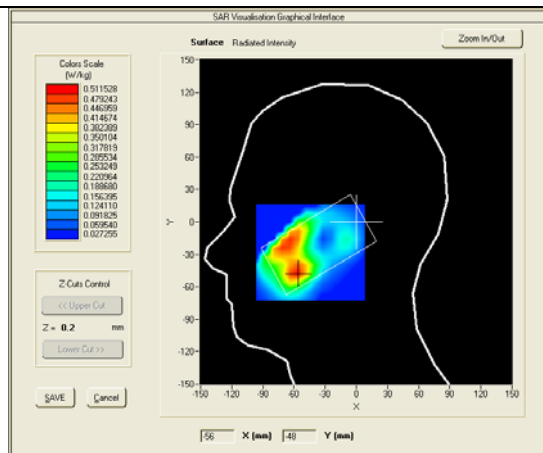 SAR Visualisation Graphical Interface
Surface Radiated Intensity
Zoom In/Out
Colors Scale
(W/kg)
0.511528
0.479243
0.446959
0.414674
0.382389
0.350104
0.317819
0.285534
0.253249
0.220964
0.188680
0.156395
0.124110
0.091825
0.059540
0.027255
Z-Cuts Control
<< Upper Cut
Z = 0.2 mm
Lower Cut >>
SAVE Cancel
150
120
90
60
30
0
-30
-60
-90
-120
-150
Y
-150 -120 -90 -60 -30 0 30 60 90 120 150
X
-56 X (mm) -48 Y (mm)